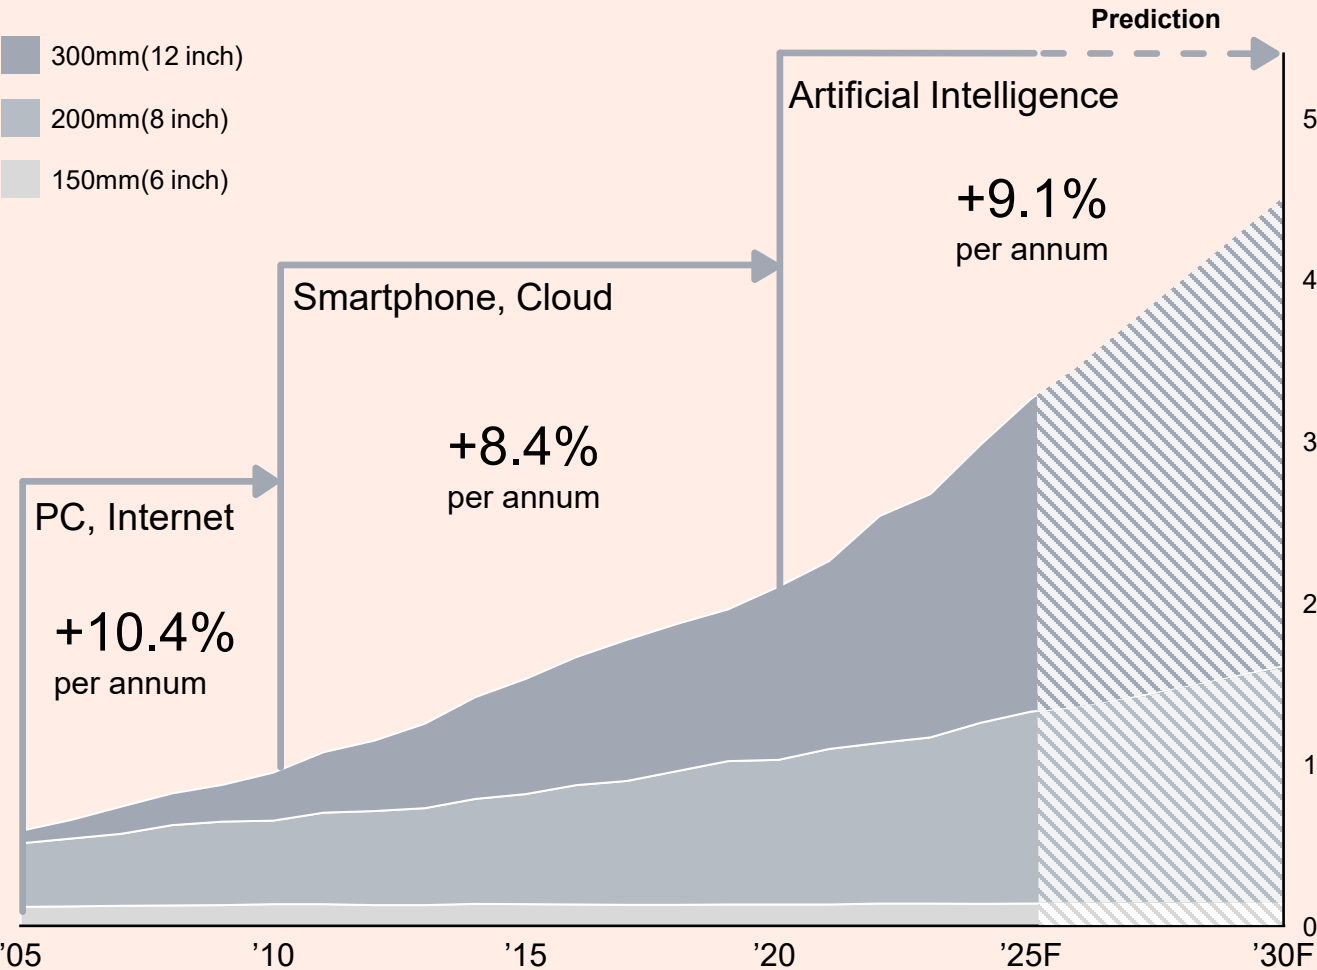 Prediction
300mm(12 inch)
200mm(8 inch)
150mm(6 inch)
Artificial Intelligence
+9.1%
per annum
Smartphone, Cloud
+8.4%
per annum
PC, Internet
+10.4%
per annum
5
4
3
2
1
0
’05
’10
’15
’20
’25F
’30F